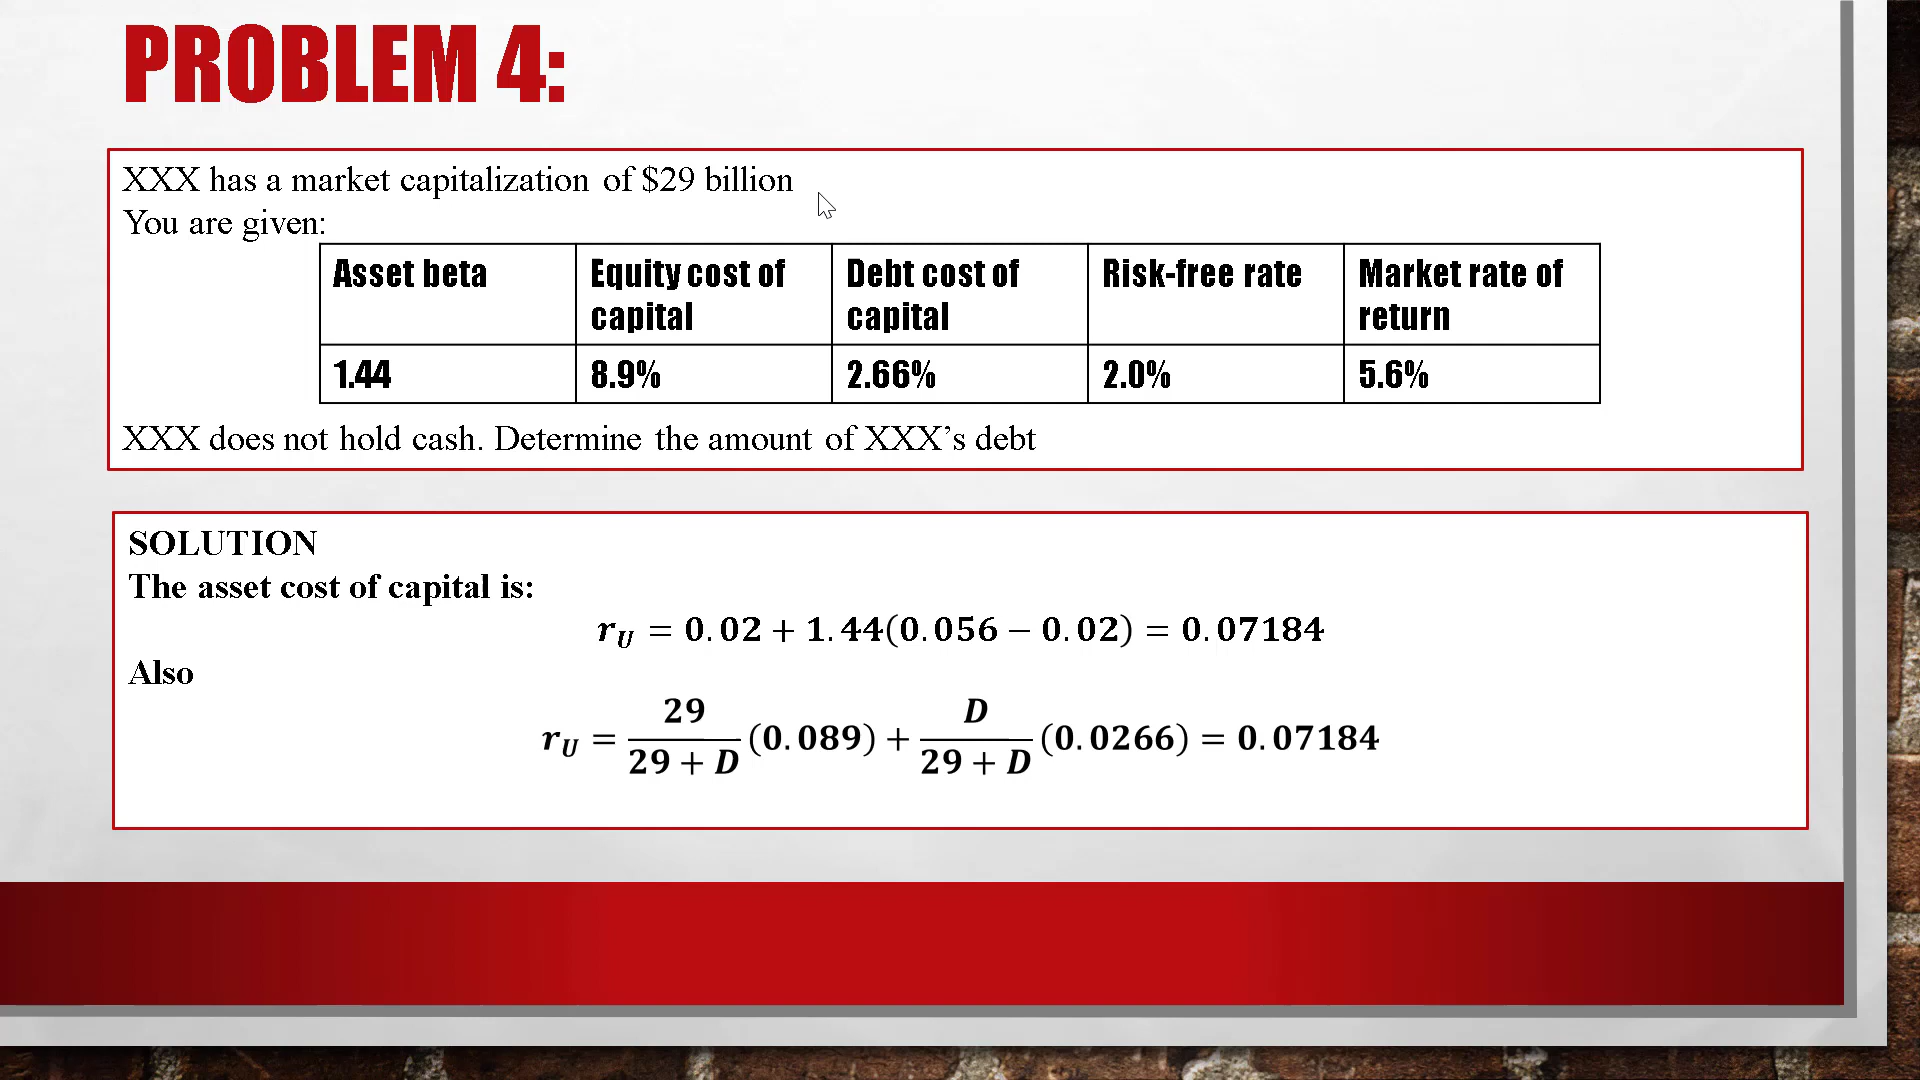 PROBLEM 4:
XXX has a market capitalization of $29 billion
You are given:
Asset beta | Equity cost of capital | Debt cost of capital | Risk-free rate | Market rate of return
1.44 | 8.9% | 2.66% | 2.0% | 5.6%
XXX does not hold cash. Determine the amount of XXX’s debt
SOLUTION
The asset cost of capital is:
r_U = 0.02 + 1.44(0.056 − 0.02) = 0.07184
Also
r_U = 29/(29 + D) (0.089) + D/(29 + D) (0.0266) = 0.07184